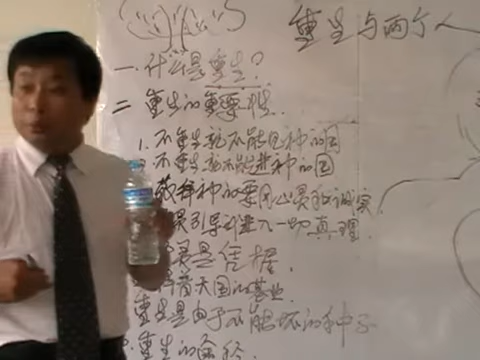 重生与两个人
一.什么是重生?
二 重生的重要性.
1.不重生就不能见神的国
2.不重生就不能进神的国
敬拜神的要用心灵和诚实
灵引导 进入一切真理.
是凭据.
着天国的基业.
重生是由于不能坏的种子
重生的